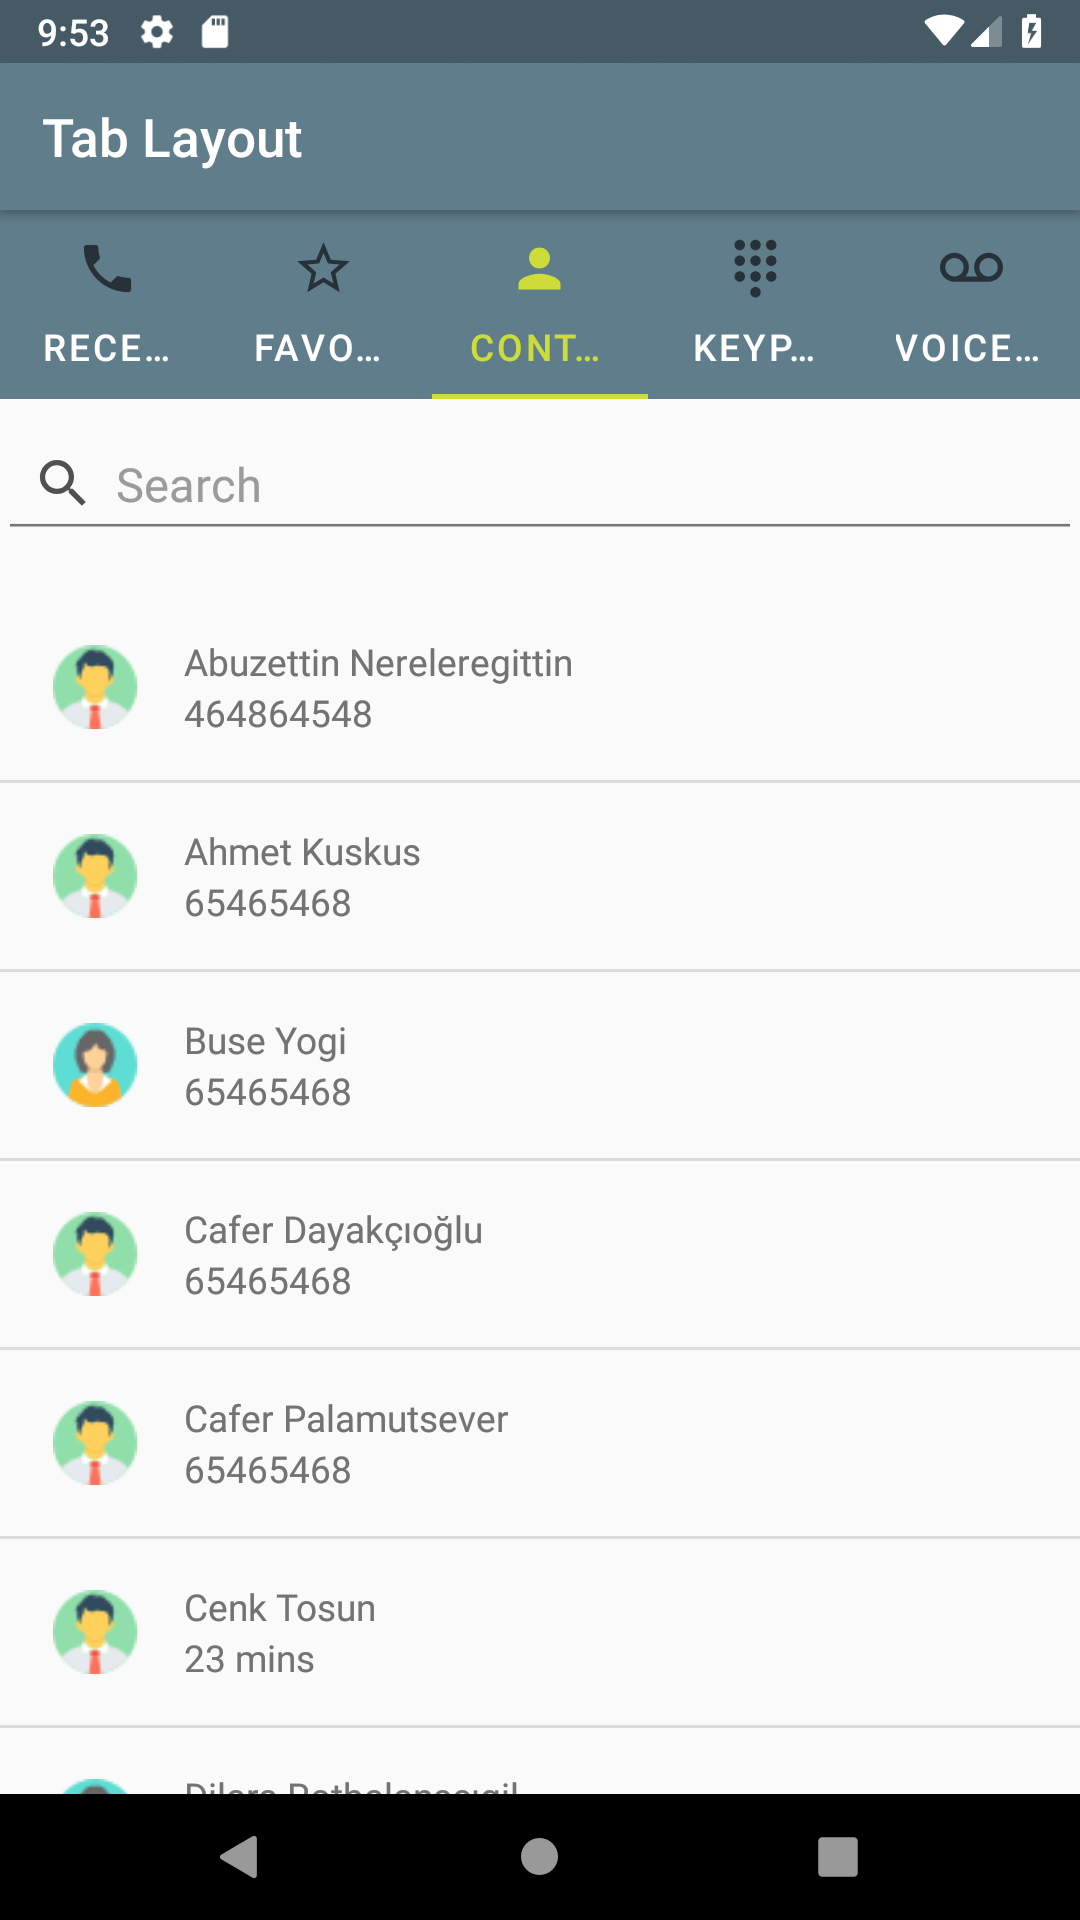 9:53
Tab Layout
RECE… FAVO… CONT… KEYP… VOICE…
Search
Abuzettin Nereleregittin
464864548
Ahmet Kuskus
65465468
Buse Yogi
65465468
Cafer Dayakçıoğlu
65465468
Cafer Palamutsever
65465468
Cenk Tosun
23 mins
Dilara